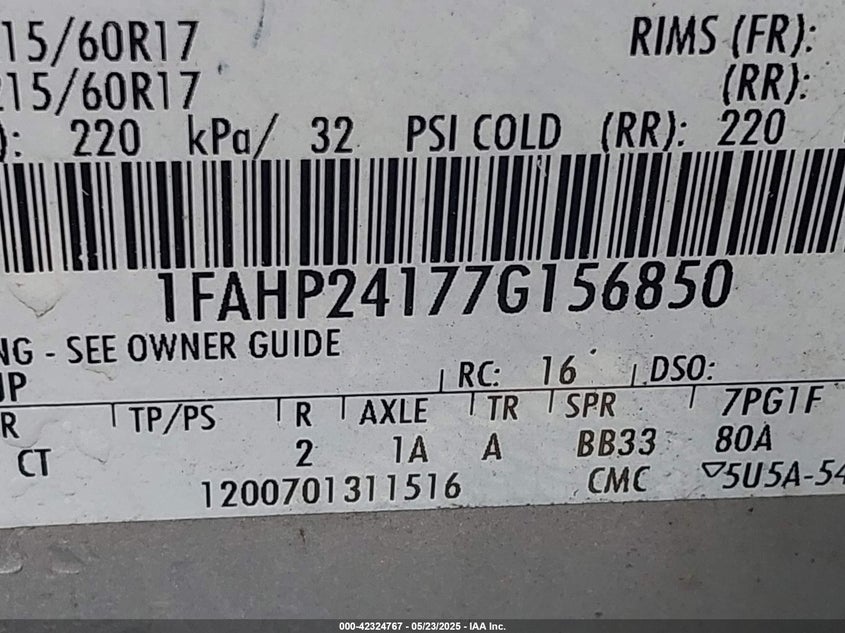 15/60R17 RIMS (FR):
215/60R17 (RR):
): 220 kPa/ 32 PSI COLD (RR): 220
1FAHP24177G156850
NG - SEE OWNER GUIDE
UP RC: 16 DSO:
R TP/PS R AXLE TR SPR 7PG1F
CT 2 1A A BB33 80A
1200701311516 CMC ▽5U5A-54
000-42324767 - 05/23/2025 - IAA Inc.